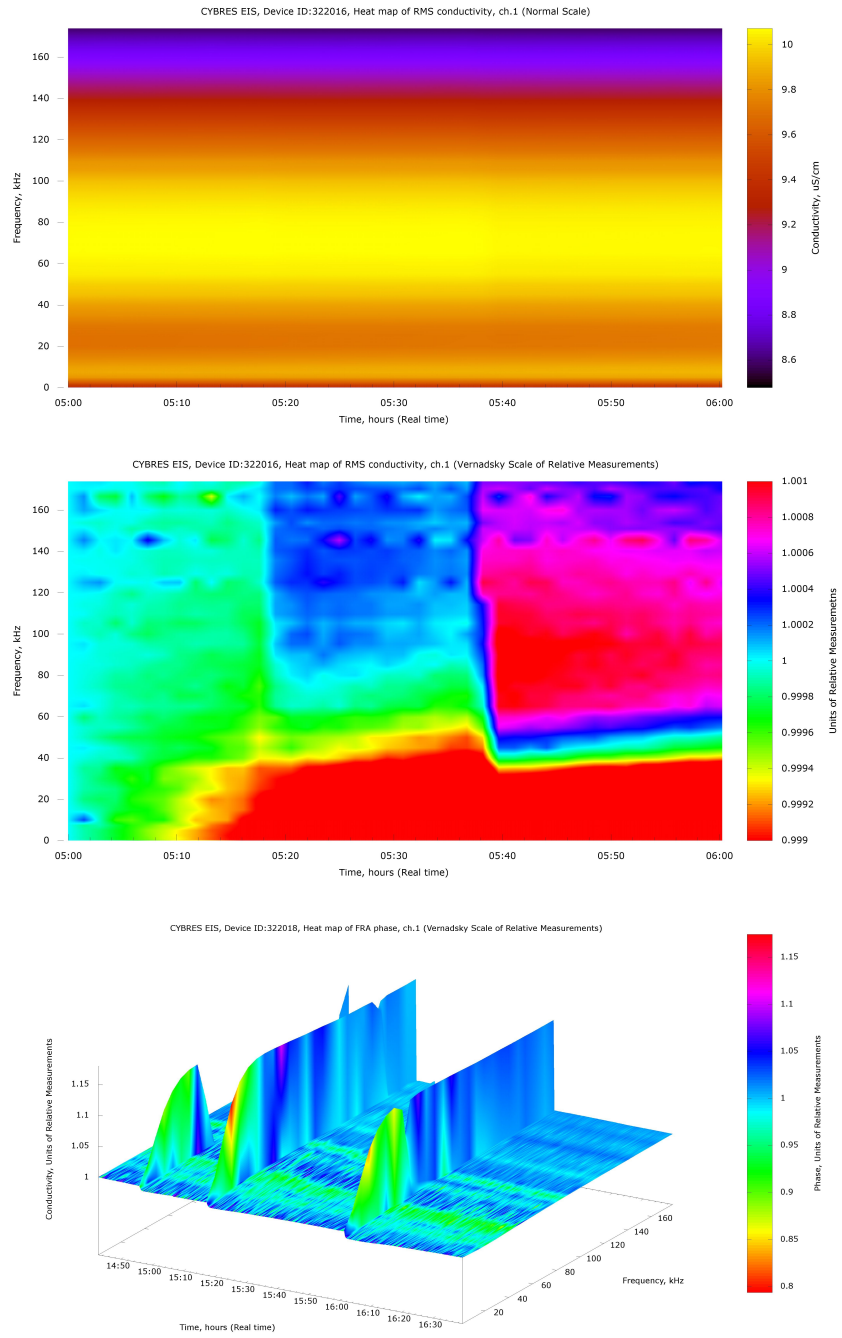 CYBRES EIS, Device ID:322016, Heat map of RMS conductivity, ch.1 (Normal Scale)
160
140
120
100
80
60
40
20
0
Frequency, kHz
05:00 05:10 05:20 05:30 05:40 05:50 06:00
Time, hours (Real time)
10
9.8
9.6
9.4
9.2
9
8.8
8.6
Conductivity, uS/cm
CYBRES EIS, Device ID:322016, Heat map of RMS conductivity, ch.1 (Vernadsky Scale of Relative Measurements)
160
140
120
100
80
60
40
20
0
Frequency, kHz
05:00 05:10 05:20 05:30 05:40 05:50 06:00
Time, hours (Real time)
1.001
1.0008
1.0006
1.0004
1.0002
1
0.9998
0.9996
0.9994
0.9992
0.999
Units of Relative Measuremetns
CYBRES EIS, Device ID:322018, Heat map of FRA phase, ch.1 (Vernadsky Scale of Relative Measurements)
1.15
1.1
1.05
1
Conductivity, Units of Relative Measurements
14:50 15:00 15:10 15:20 15:30 15:40 15:50 16:00 16:10 16:20 16:30
Time, hours (Real time)
20 40 60 80 100 120 140 160
Frequency, kHz
1.15
1.1
1.05
1
0.95
0.9
0.85
0.8
Phase, Units of Relative Measurements